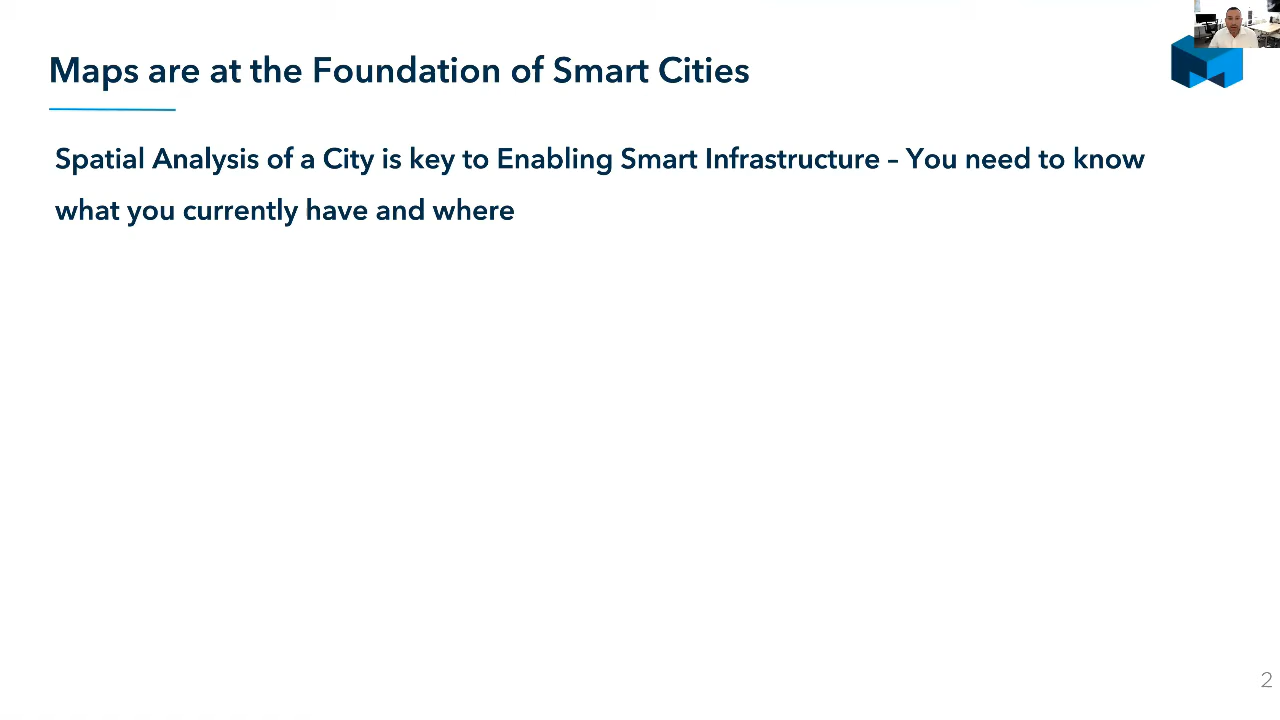 Maps are at the Foundation of Smart Cities
Spatial Analysis of a City is key to Enabling Smart Infrastructure – You need to know
what you currently have and where
2